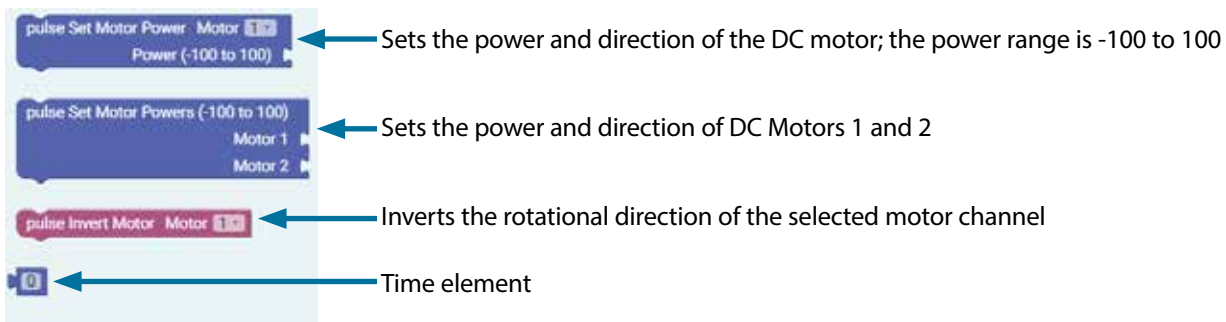 pulse Set Motor Power Motor 1
Power (-100 to 100)
Sets the power and direction of the DC motor; the power range is -100 to 100
pulse Set Motor Powers (-100 to 100)
Motor 1
Motor 2
Sets the power and direction of DC Motors 1 and 2
pulse Invert Motor Motor 1
Inverts the rotational direction of the selected motor channel
0
Time element